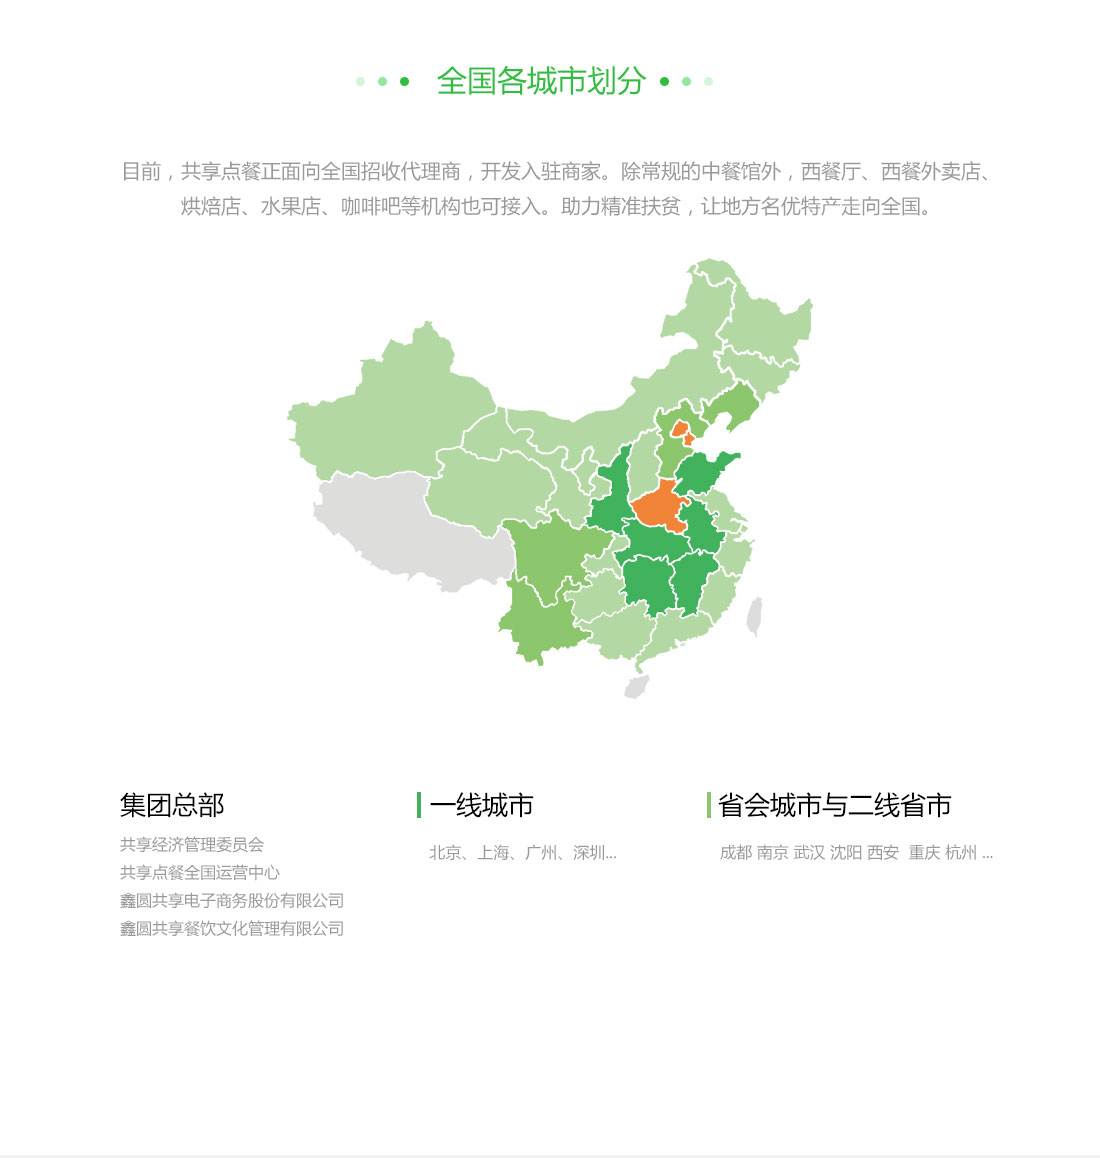 全国各城市划分
目前，共享点餐正面向全国招收代理商，开发入驻商家。除常规的中餐馆外，西餐厅、西餐外卖店、
烘焙店、水果店、咖啡吧等机构也可接入。助力精准扶贫，让地方名优特产走向全国。
集团总部
共享经济管理委员会
共享点餐全国运营中心
鑫圆共享电子商务股份有限公司
鑫圆共享餐饮文化管理有限公司
一线城市
北京、上海、广州、深圳...
省会城市与二线省市
成都 南京 武汉 沈阳 西安 重庆 杭州 ...